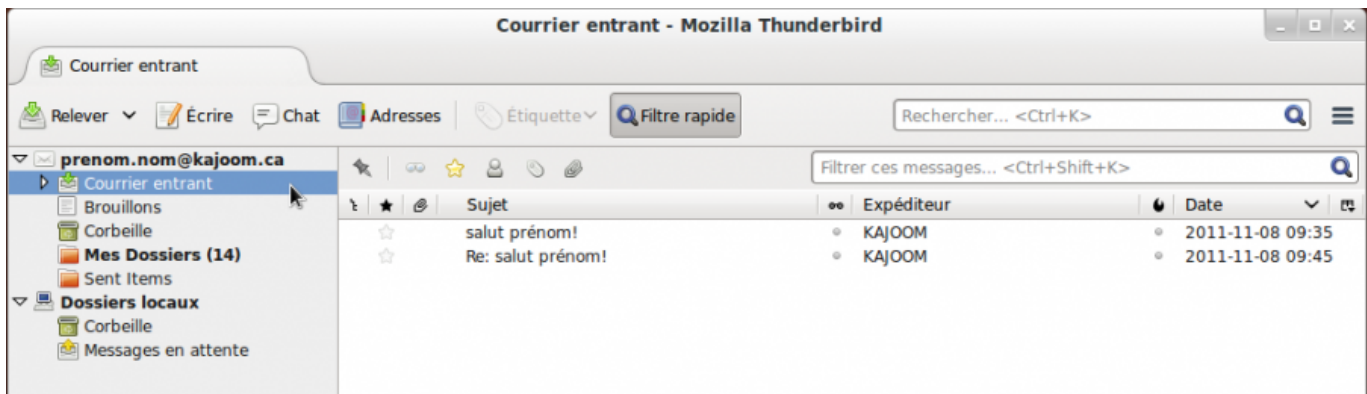 Courrier entrant - Mozilla Thunderbird
Courrier entrant
Relever Écrire Chat Adresses Étiquette Filtre rapide Rechercher... <Ctrl+K>
prenom.nom@kajoom.ca
Filtrer ces messages... <Ctrl+Shift+K>
Courrier entrant
Brouillons
Corbeille
Mes Dossiers (14)
Sent Items
Dossiers locaux
Corbeille
Messages en attente
Sujet Expéditeur Date
salut prénom! KAJOOM 2011-11-08 09:35
Re: salut prénom! KAJOOM 2011-11-08 09:45